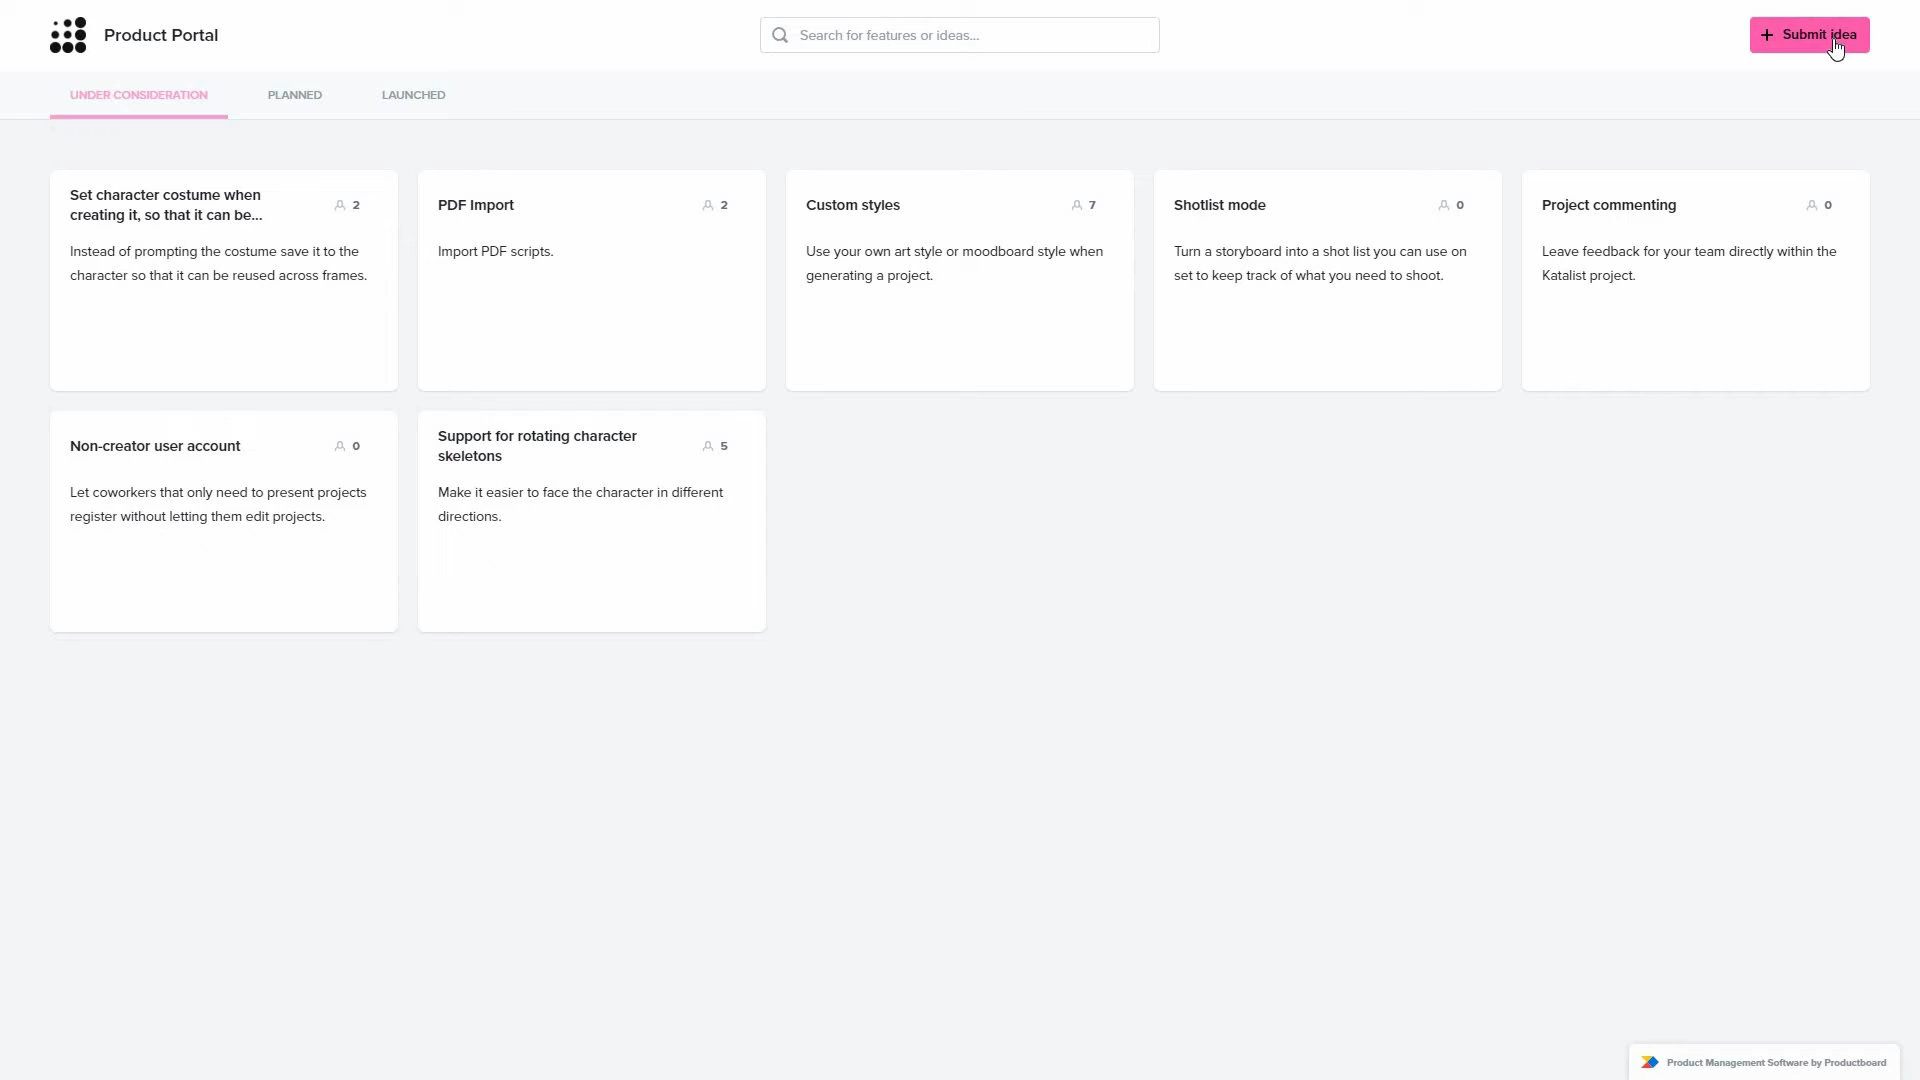 Product Portal
Search for features or ideas...
+ Submit idea
UNDER CONSIDERATION
PLANNED
LAUNCHED
Set character costume when
creating it, so that it can be...
2
Instead of prompting the costume save it to the
character so that it can be reused across frames.
PDF Import
2
Import PDF scripts.
Custom styles
7
Use your own art style or moodboard style when
generating a project.
Shotlist mode
0
Turn a storyboard into a shot list you can use on
set to keep track of what you need to shoot.
Project commenting
0
Leave feedback for your team directly within the
Katalist project.
Non-creator user account
0
Let coworkers that only need to present projects
register without letting them edit projects.
Support for rotating character
skeletons
5
Make it easier to face the character in different
directions.
Product Management Software by Productboard